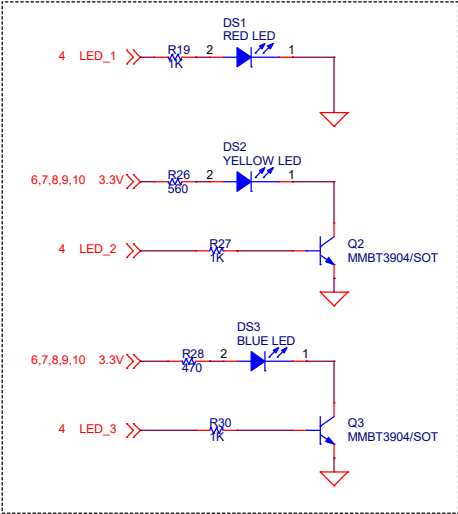 DS1
RED LED
4 LED_1 R19 2 1
1K
DS2
YELLOW LED
6,7,8,9,10 3.3V R26 2 1
560
4 LED_2 R27
1K
Q2
MMBT3904/SOT
DS3
BLUE LED
6,7,8,9,10 3.3V R28 2 1
470
4 LED_3 R30
1K
Q3
MMBT3904/SOT